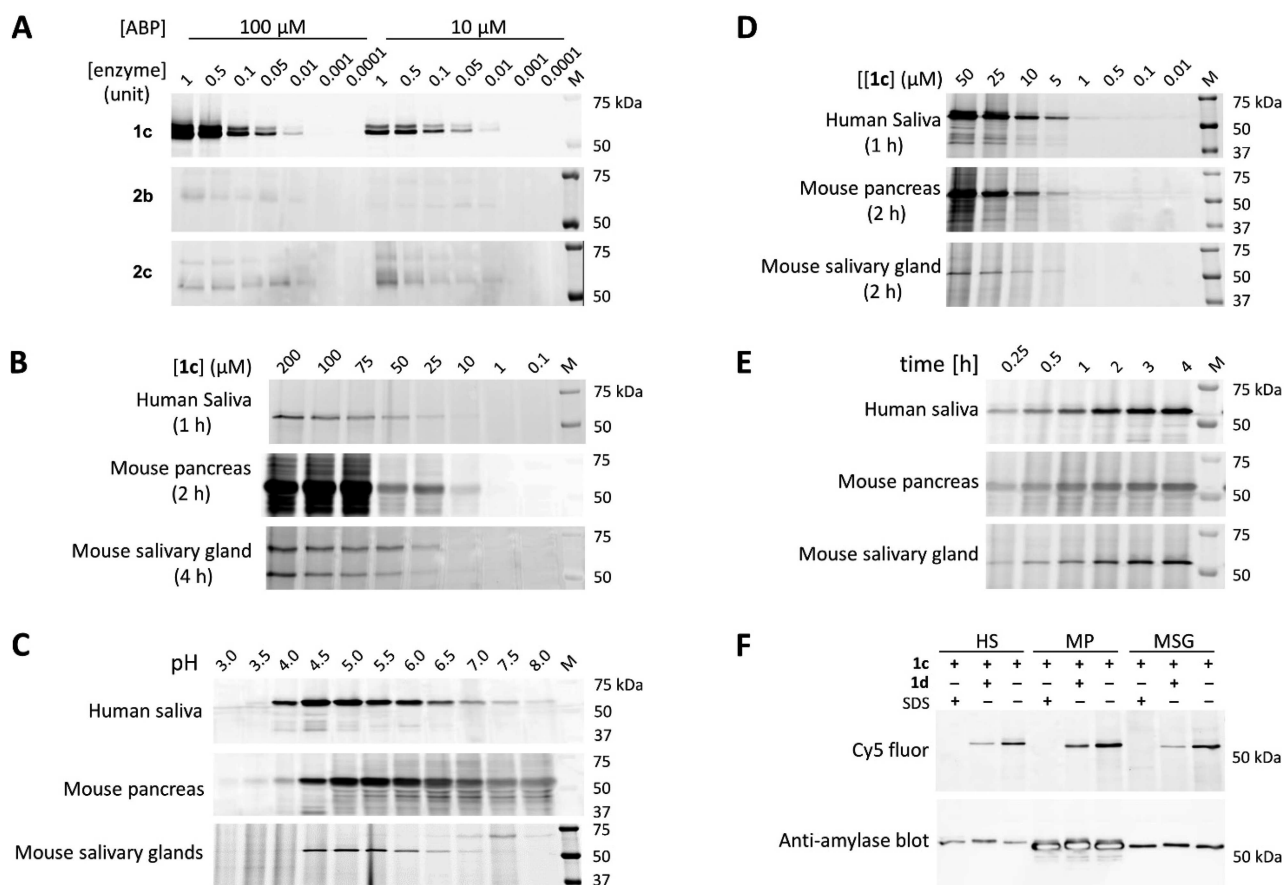 A
[ABP] 100 µM 10 µM
[enzyme] (unit) 1 0.5 0.1 0.05 0.01 0.001 0.0001 1 0.5 0.1 0.05 0.01 0.001 0.0001 M
75 kDa
1c
50
75
2b
50
75
2c
50
B
[1c] (µM) 200 100 75 50 25 10 1 0.1 M
75 kDa
Human Saliva
(1 h)
50
75
Mouse pancreas
(2 h)
50
75
Mouse salivary gland
(4 h)
50
C
pH 3.0 3.5 4.0 4.5 5.0 5.5 6.0 6.5 7.0 7.5 8.0 M
75 kDa
Human saliva
50
37
75
Mouse pancreas
50
37
75
Mouse salivary glands
50
37
D
[[1c] (µM) 50 25 10 5 1 0.5 0.1 0.01 M
75 kDa
Human Saliva
(1 h)
50
37
75
Mouse pancreas
(2 h)
50
37
75
Mouse salivary gland
(2 h)
50
37
E
time [h] 0.25 0.5 1 2 3 4 M
75 kDa
Human saliva
50
75
Mouse pancreas
50
75
Mouse salivary gland
50
F
HS MP MSG
1c + + + + + + + + +
1d – + – – + – – + –
SDS + – – + – – + – –
Cy5 fluor
50 kDa
Anti-amylase blot
50 kDa